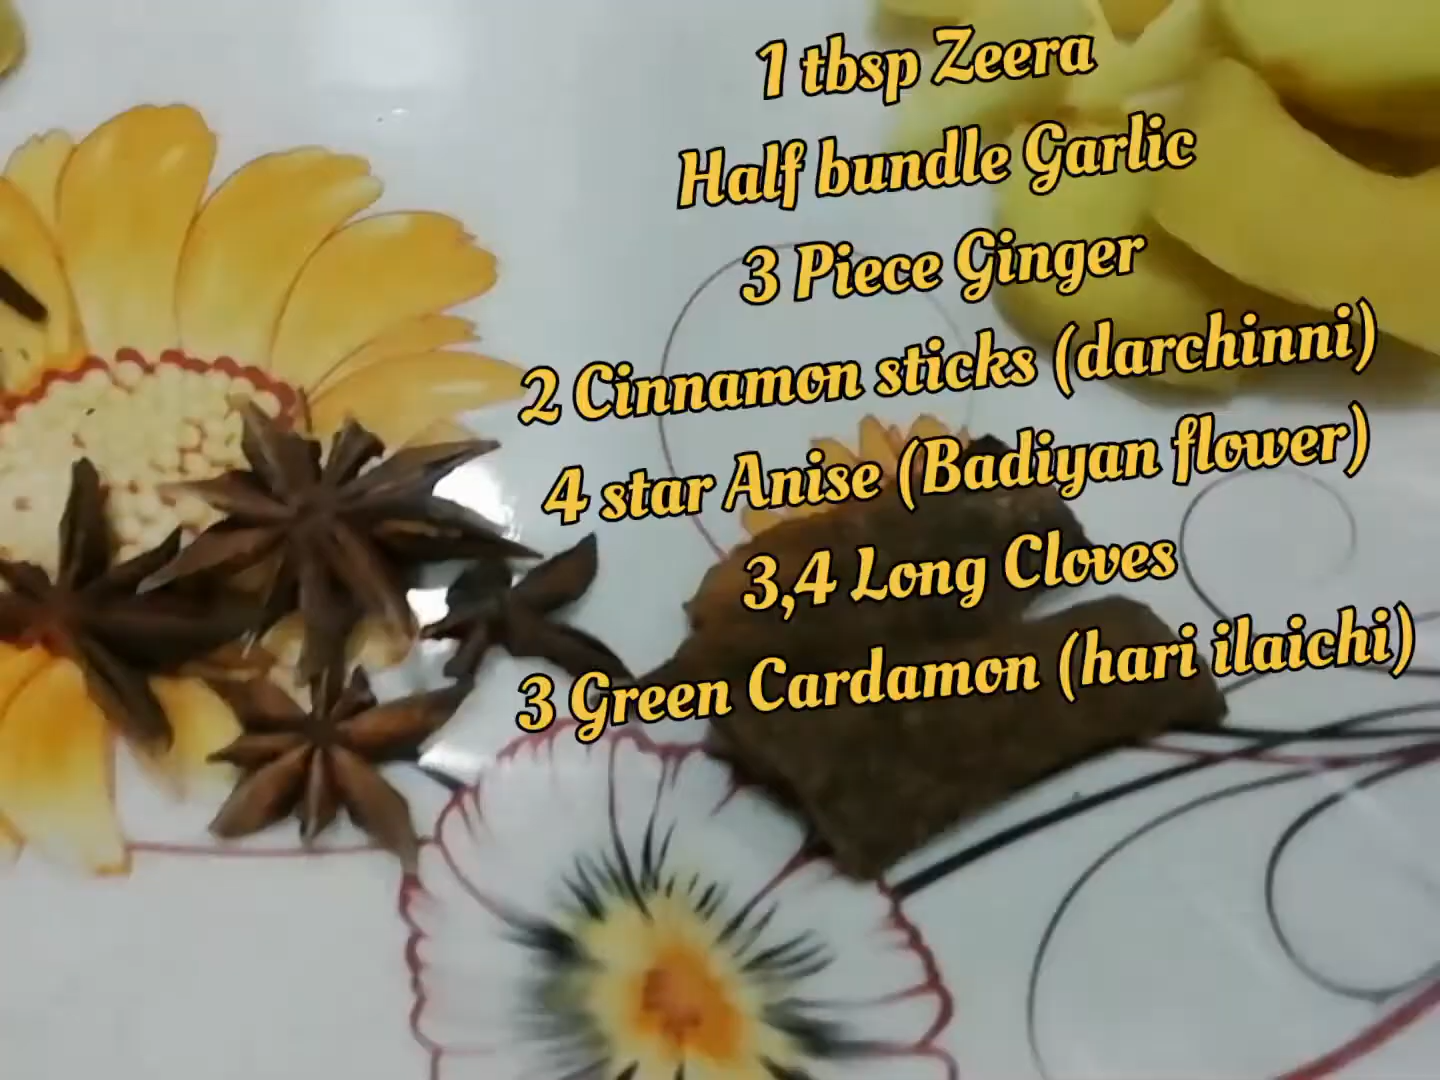 1 tbsp Zeera
Half bundle Garlic
3 Piece Ginger
2 Cinnamon sticks (darchinni)
4 star Anise (Badiyan flower)
3,4 Long Cloves
3 Green Cardamon (hari ilaichi)